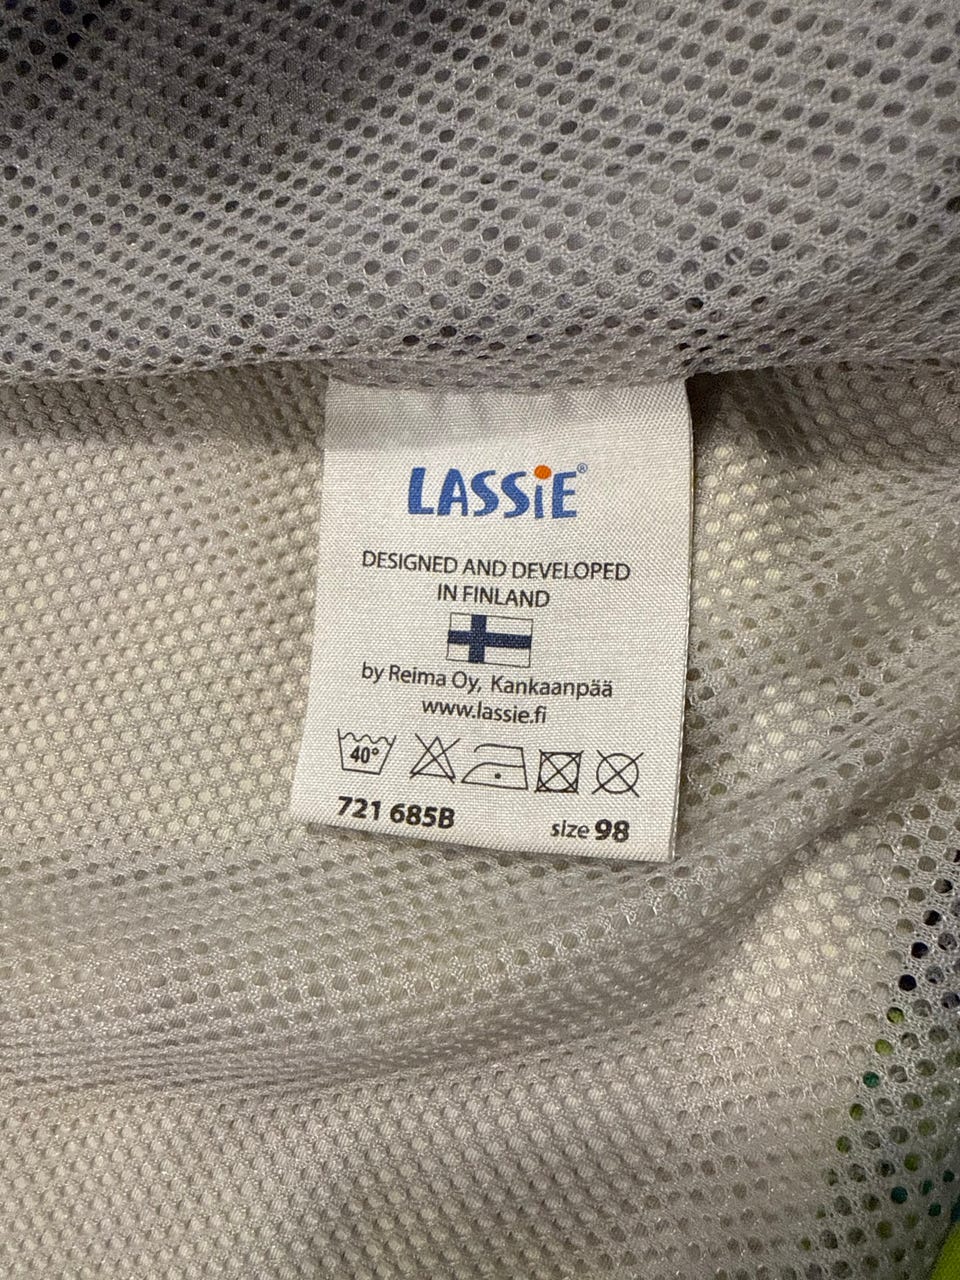 LASSiE®
DESIGNED AND DEVELOPED
IN FINLAND
by Reima Oy, Kankaanpää
www.lassie.fi
40°
721 685B size 98